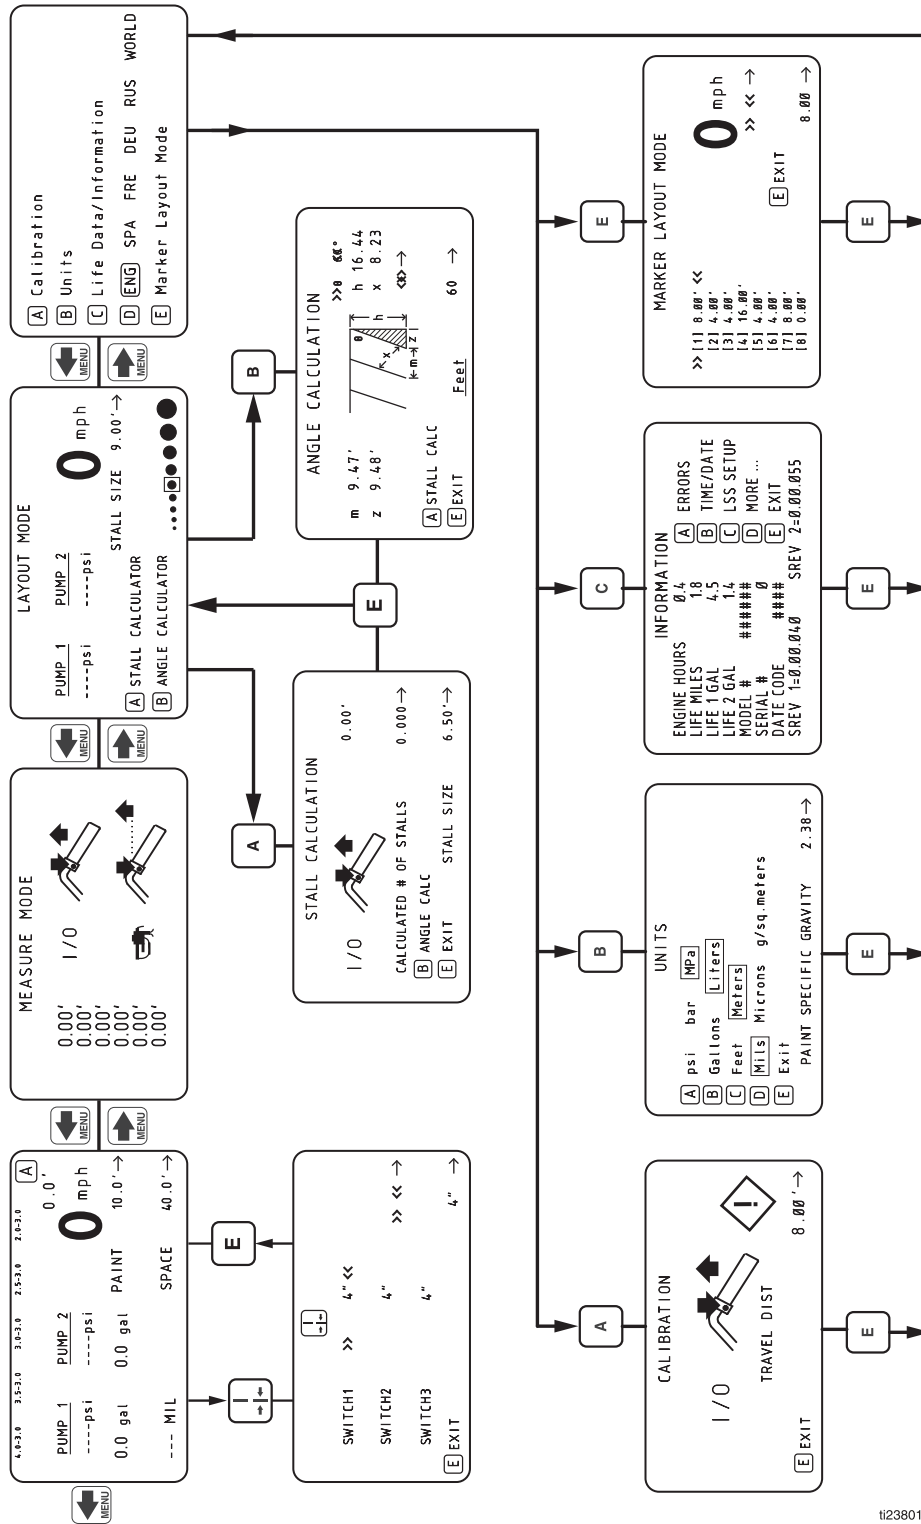 4.0-3.0 3.5-3.0 3.0-3.0 2.5-3.0 2.0-3.0
A
0.0'
PUMP 1 PUMP 2
----psi ----psi
0 mph
0.0 gal 0.0 gal PAINT 10.0'→
--- MIL SPACE 40.0'→
MENU
MENU
MENU
MEASURE MODE
0.00'
0.00'
0.00'
0.00'
0.00'
0.00'
I/O
MENU
MENU
LAYOUT MODE
PUMP 1 PUMP 2
----psi ----psi
0 mph
STALL SIZE 9.00'→
A STALL CALCULATOR
B ANGLE CALCULATOR
MENU
MENU
A Calibration
B Units
C Life Data/Information
D ENG SPA FRE DEU RUS WORLD
E Marker Layout Mode
E
SWITCH1 >> 4" <<
SWITCH2 4" >> << →
SWITCH3 4"
E EXIT 4" →
A
STALL CALCULATION
I/O 0.00'
CALCULATED # OF STALLS 0.000→
B ANGLE CALC
E EXIT STALL SIZE 6.50'→
E
B
ANGLE CALCULATION
m 9.47'
z 9.48'
θ
h
x
m
z
h 16.44
x 8.23
A STALL CALC
E EXIT Feet 60 →
A
CALIBRATION
I/O
!
TRAVEL DIST 8.00'→
E EXIT
E
B
UNITS
A psi bar MPa
B Gallons Liters
C Feet Meters
D Mils Microns g/sq.meters
E Exit
PAINT SPECIFIC GRAVITY 2.38→
E
C
INFORMATION
ENGINE HOURS 0.4 A ERRORS
LIFE MILES 1.8 B TIME/DATE
LIFE 1 GAL 4.5 C LSS SETUP
LIFE 2 GAL 1.4 D MORE ...
MODEL # ###### E EXIT
SERIAL # 0
DATE CODE ####
SREV 1=0.00.040 SREV 2=0.00.055
E
E
MARKER LAYOUT MODE
0 mph
>> [1] 8.00' << >> << →
[2] 4.00'
[3] 4.00'
[4] 16.00'
[5] 4.00'
[6] 4.00'
[7] 8.00'
[8] 0.00'
E EXIT
8.00 →
E
ti23801